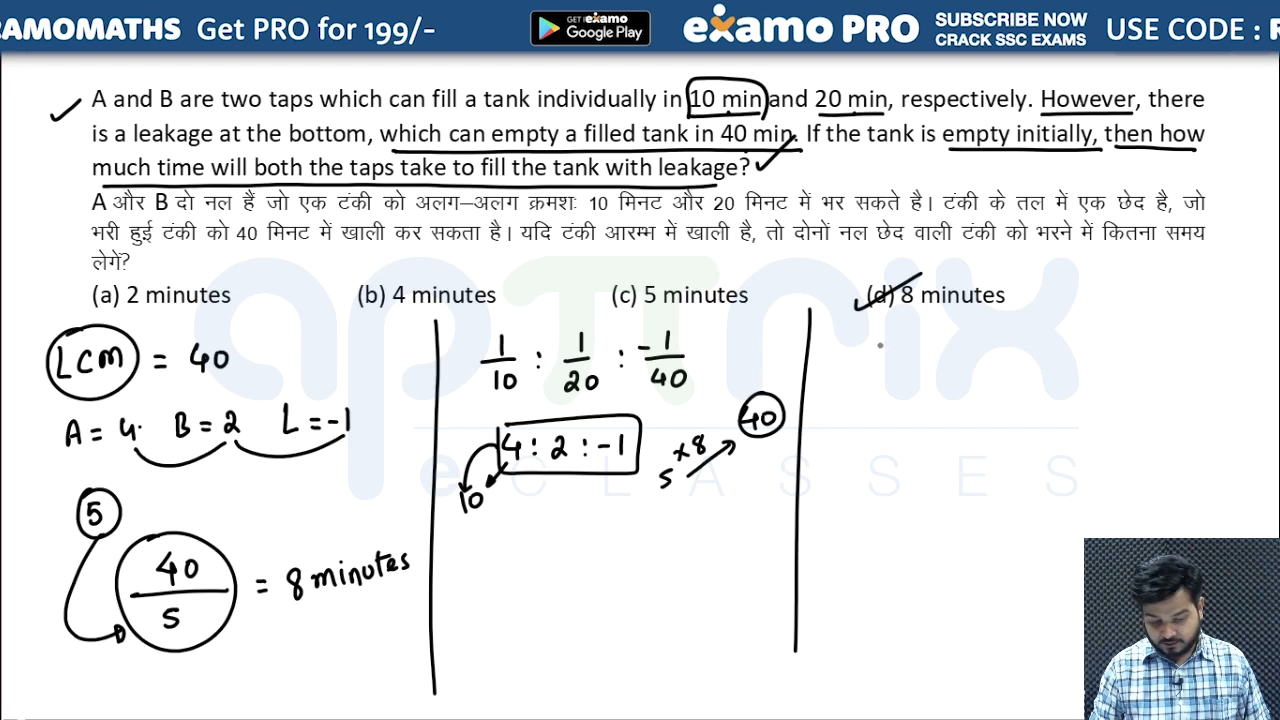 RAMOMATHS Get PRO for 199/- GET IT examo Google Play examo PRO SUBSCRIBE NOW CRACK SSC EXAMS USE CODE :
A and B are two taps which can fill a tank individually in 10 min and 20 min, respectively. However, there
is a leakage at the bottom, which can empty a filled tank in 40 min. If the tank is empty initially, then how
much time will both the taps take to fill the tank with leakage?
A और B दो नल हैं जो एक टंकी को अलग–अलग क्रमशः 10 मिनट और 20 मिनट में भर सकते है। टंकी के तल में एक छेद है, जो
भरी हुई टंकी को 40 मिनट में खाली कर सकता है। यदि टंकी आरम्भ में खाली है, तो दोनों नल छेद वाली टंकी को भरने में कितना समय
लेगें?
(a) 2 minutes (b) 4 minutes (c) 5 minutes (d) 8 minutes
LCM = 40
A = 4 B = 2 L = -1
5
40/5 = 8 minutes
1/10 : 1/20 : -1/40
4 : 2 : -1
10
5 ×8 40
apπrix
eCLASSES